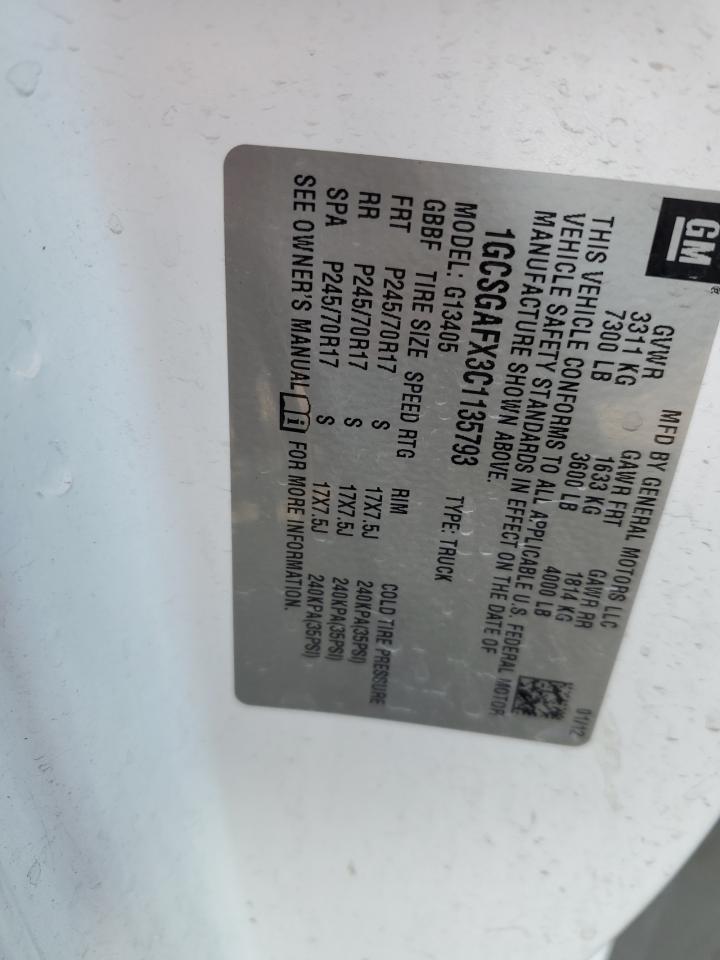 GM®
MFD BY GENERAL MOTORS LLC 01/12
GVWR GAWR FRT GAWR RR
3311 KG 1633 KG 1814 KG
7300 LB 3600 LB 4000 LB
THIS VEHICLE CONFORMS TO ALL APPLICABLE U.S. FEDERAL MOTOR
VEHICLE SAFETY STANDARDS IN EFFECT ON THE DATE OF
MANUFACTURE SHOWN ABOVE.
1GCSGAFX3C1135793 TYPE: TRUCK
MODEL: G13405
GBBF TIRE SIZE SPEED RTG RIM COLD TIRE PRESSURE
FRT P245/70R17 S 17X7.5J 240KPA(35PSI)
RR P245/70R17 S 17X7.5J 240KPA(35PSI)
SPA P245/70R17 S 17X7.5J 240KPA(35PSI)
SEE OWNER'S MANUAL i FOR MORE INFORMATION.